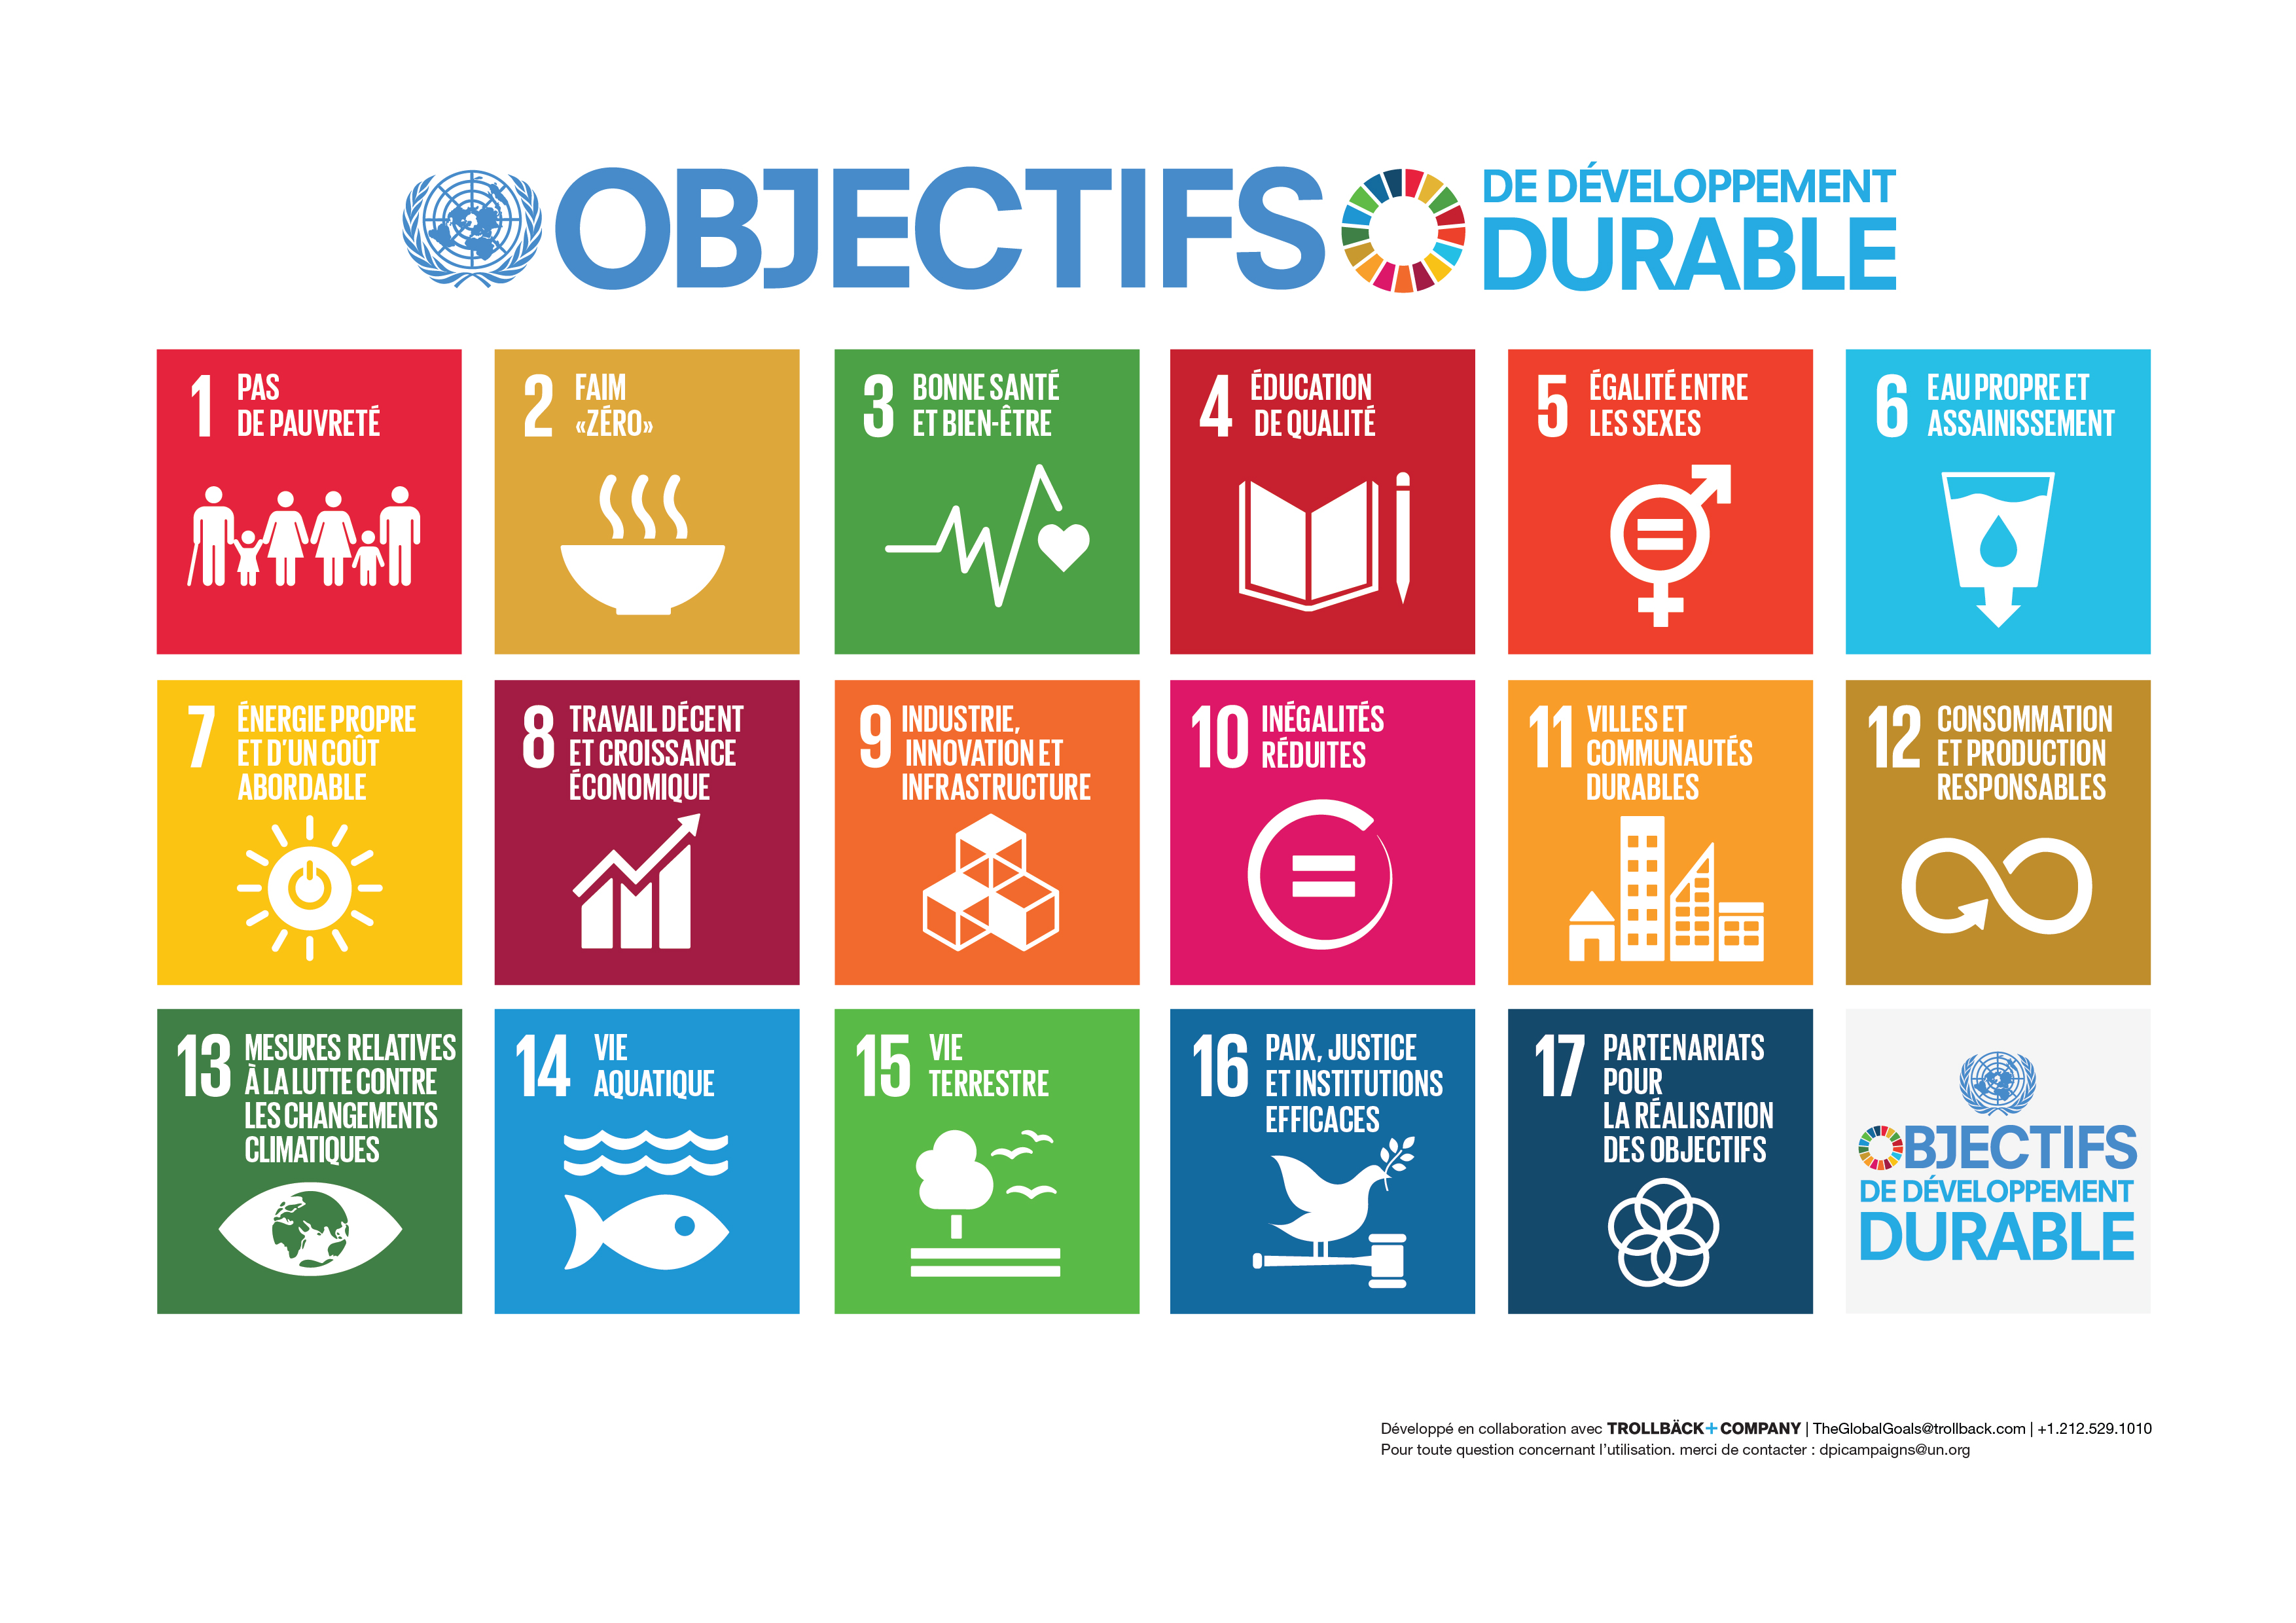 OBJECTIFS
DE DÉVELOPPEMENT
DURABLE
1 PAS
DE PAUVRETÉ
2 FAIM
«ZÉRO»
3 BONNE SANTÉ
ET BIEN-ÊTRE
4 ÉDUCATION
DE QUALITÉ
5 ÉGALITÉ ENTRE
LES SEXES
6 EAU PROPRE ET
ASSAINISSEMENT
7 ÉNERGIE PROPRE
ET D'UN COÛT
ABORDABLE
8 TRAVAIL DÉCENT
ET CROISSANCE
ÉCONOMIQUE
9 INDUSTRIE,
INNOVATION ET
INFRASTRUCTURE
10 INÉGALITÉS
RÉDUITES
11 VILLES ET
COMMUNAUTÉS
DURABLES
12 CONSOMMATION
ET PRODUCTION
RESPONSABLES
13 MESURES RELATIVES
À LA LUTTE CONTRE
LES CHANGEMENTS
CLIMATIQUES
14 VIE
AQUATIQUE
15 VIE
TERRESTRE
16 PAIX, JUSTICE
ET INSTITUTIONS
EFFICACES
17 PARTENARIATS
POUR
LA RÉALISATION
DES OBJECTIFS
OBJECTIFS
DE DÉVELOPPEMENT
DURABLE
Développé en collaboration avec TROLLBÄCK+COMPANY | TheGlobalGoals@trollback.com | +1.212.529.1010
Pour toute question concernant l'utilisation. merci de contacter : dpicampaigns@un.org